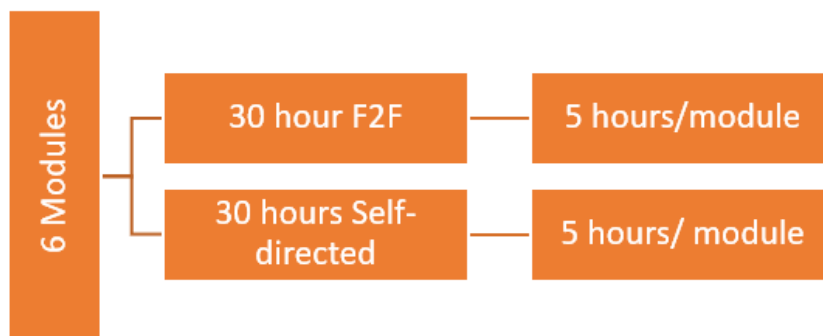 6 Modules
30 hour F2F
5 hours/module
30 hours Self-
directed
5 hours/ module